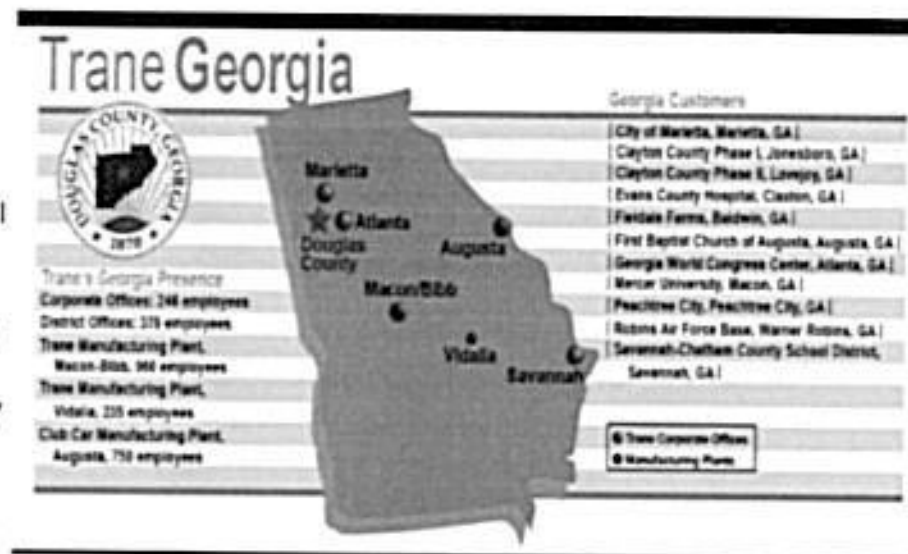 Trane Georgia
DOUGLAS COUNTY, GEORGIA
1870
Trane's Georgia Presence
Corporate Offices: 246 employees
District Offices: 378 employees
Trane Manufacturing Plant,
Macon-Bibb, 966 employees
Trane Manufacturing Plant,
Vidalia, 235 employees
Club Car Manufacturing Plant,
Augusta, 750 employees
Marietta
Atlanta
Douglas
County
Augusta
Macon/Bibb
Vidalia
Savannah
Georgia Customers
| City of Marietta, Marietta, GA |
| Clayton County Phase I, Jonesboro, GA |
| Clayton County Phase II, Lovejoy, GA |
| Evans County Hospital, Claxton, GA |
| Fieldale Farms, Baldwin, GA |
| First Baptist Church of Augusta, Augusta, GA |
| Georgia World Congress Center, Atlanta, GA |
| Mercer University, Macon, GA |
| Peachtree City, Peachtree City, GA |
| Robins Air Force Base, Warner Robins, GA |
| Savannah-Chatham County School District,
Savannah, GA |
Trane Corporate Offices
Manufacturing Plants